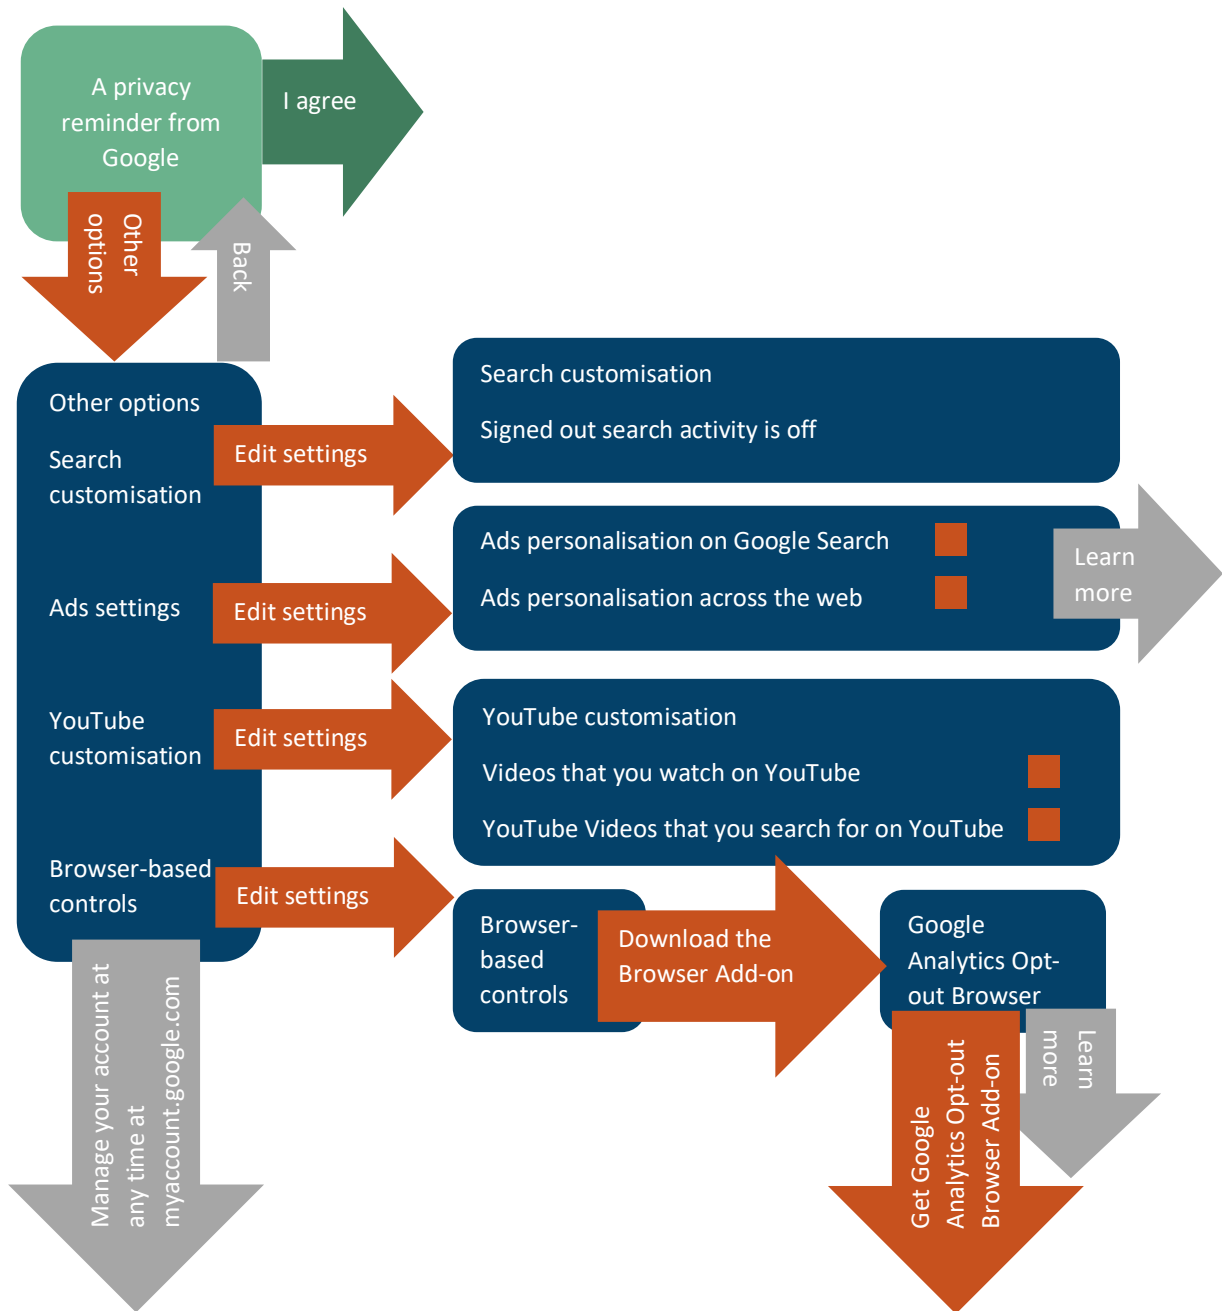 A privacy
reminder from
Google
I agree
Other
options
Back
Other options
Search
customisation
Edit settings
Search customisation
Signed out search activity is off
Ads settings
Edit settings
Ads personalisation on Google Search
Ads personalisation across the web
Learn
more
YouTube
customisation
Edit settings
YouTube customisation
Videos that you watch on YouTube
YouTube Videos that you search for on YouTube
Browser-based
controls
Edit settings
Browser-
based
controls
Download the
Browser Add-on
Google
Analytics Opt-
out Browser
Learn
more
Get Google
Analytics Opt-out
Browser Add-on
Manage your account at
any time at
myaccount.google.com